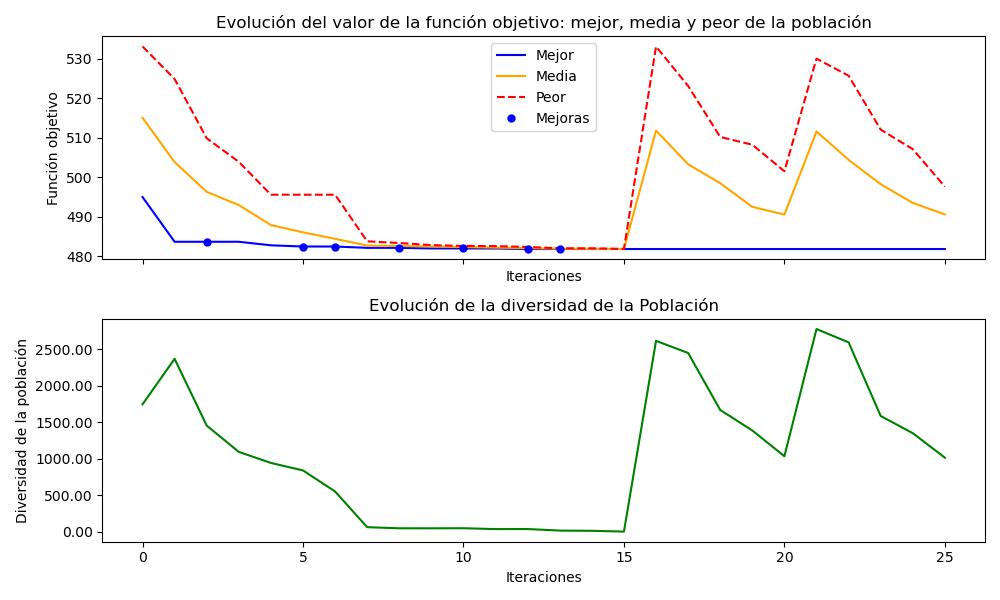 Evolución del valor de la función objetivo: mejor, media y peor de la población
Función objetivo
530
520
510
500
490
480
Mejor
Media
Peor
Mejoras
Iteraciones
Evolución de la diversidad de la Población
Diversidad de la población
2500.00
2000.00
1500.00
1000.00
500.00
0.00
0 5 10 15 20 25
Iteraciones